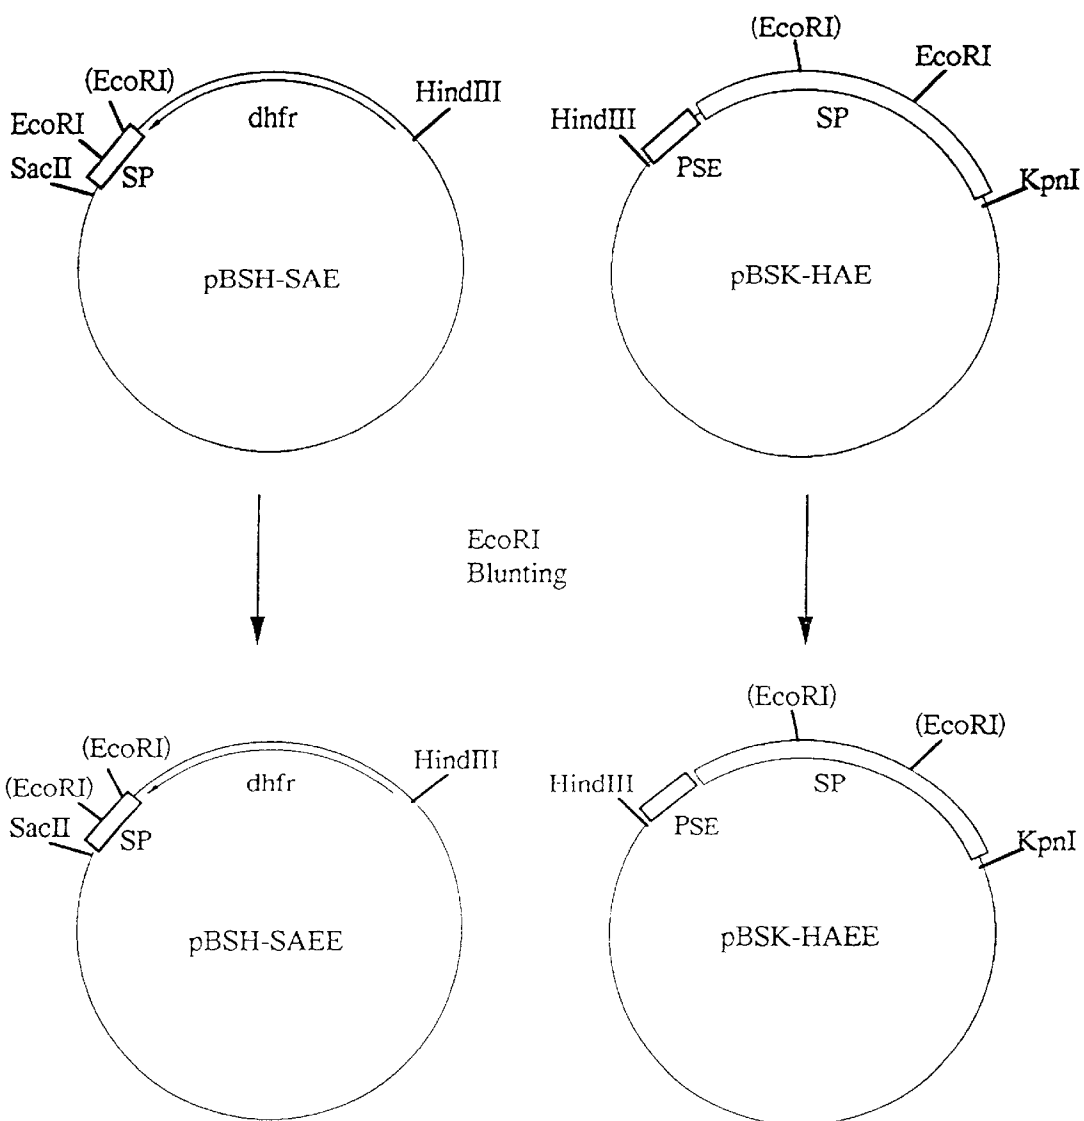 (EcoRI)
EcoRI
SacII
SP
dhfr
HindIII
pBSH-SAE
(EcoRI)
EcoRI
HindIII
PSE
SP
KpnI
pBSK-HAE
EcoRI
Blunting
(EcoRI)
(EcoRI)
SacII
SP
dhfr
HindIII
pBSH-SAEE
(EcoRI)
(EcoRI)
HindIII
PSE
SP
KpnI
pBSK-HAEE